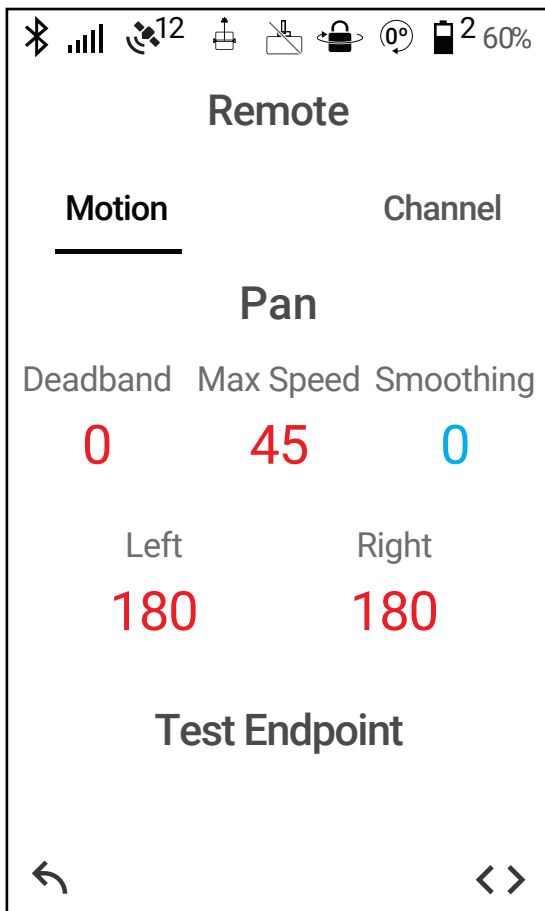 12 0° 2 60%
Remote
Motion Channel
Pan
Deadband Max Speed Smoothing
0 45 0
Left Right
180 180
Test Endpoint